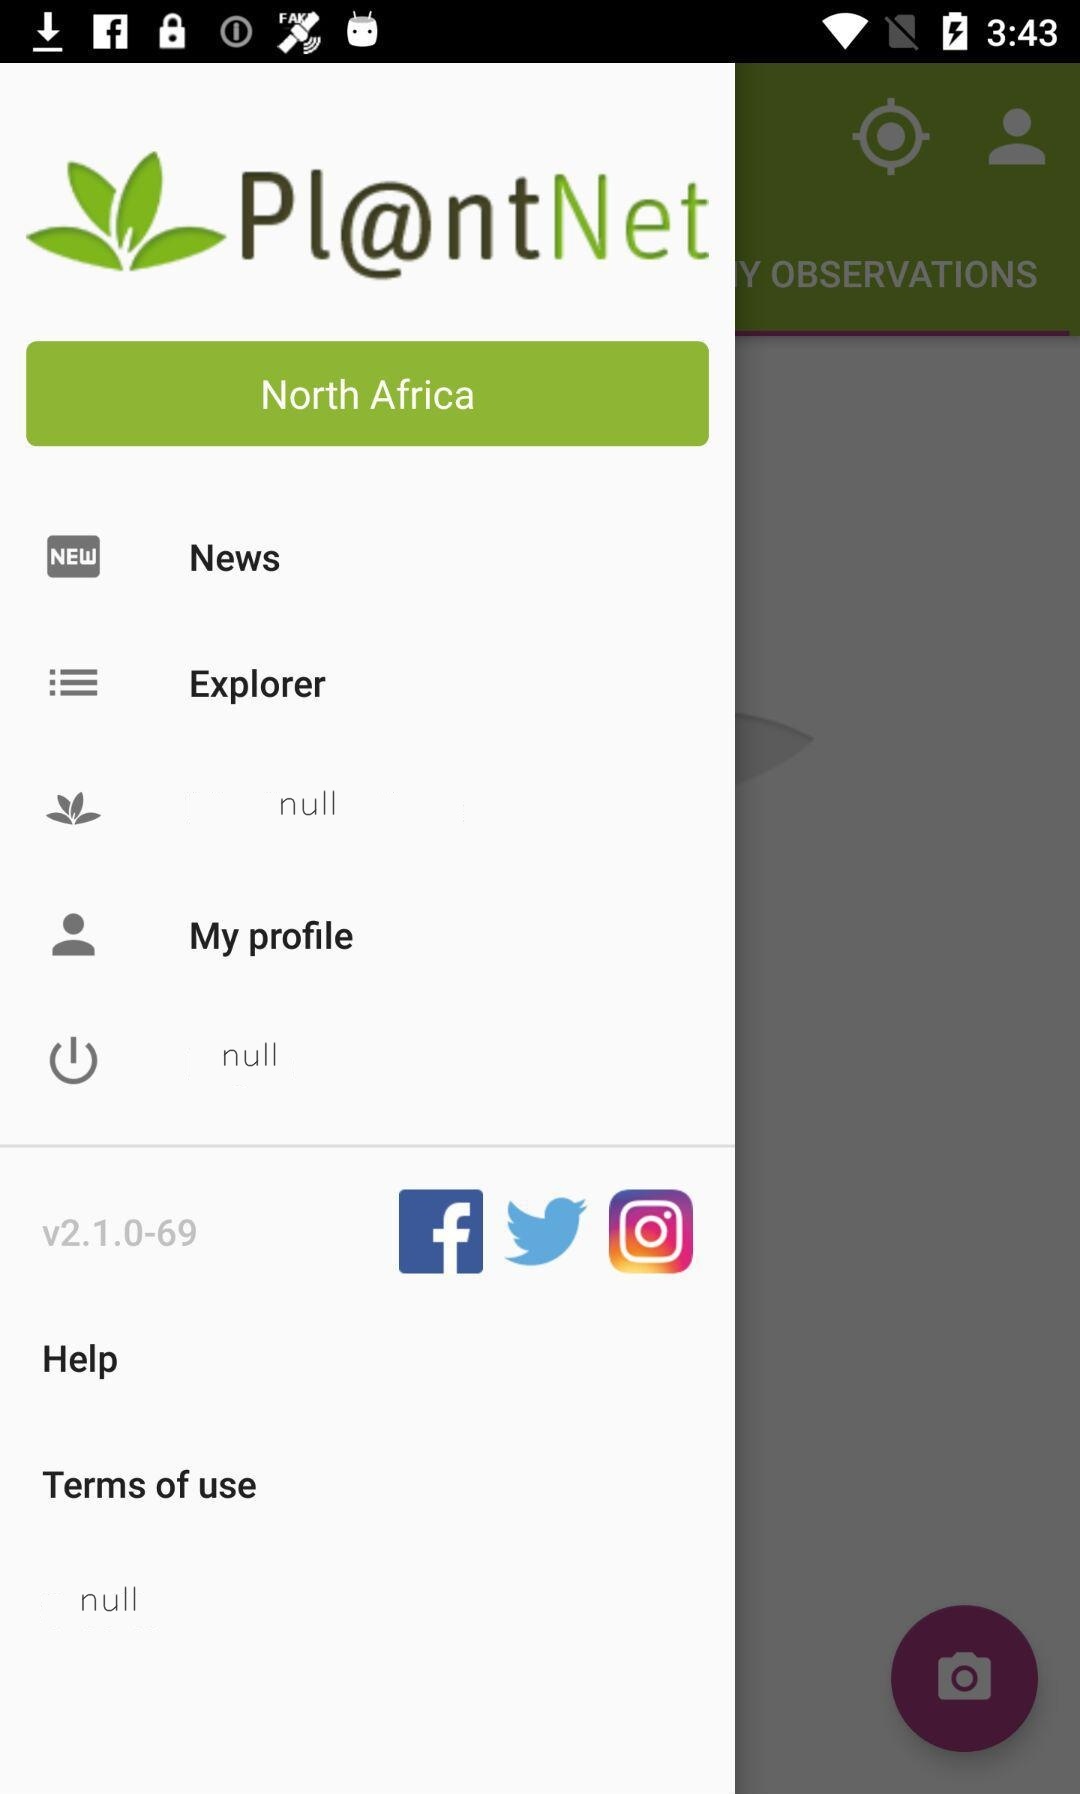 FAKE
3:43
Pl@ntNet
Y OBSERVATIONS
North Africa
NEW
News
Explorer
null
My profile
null
v2.1.0-69
Help
Terms of use
null